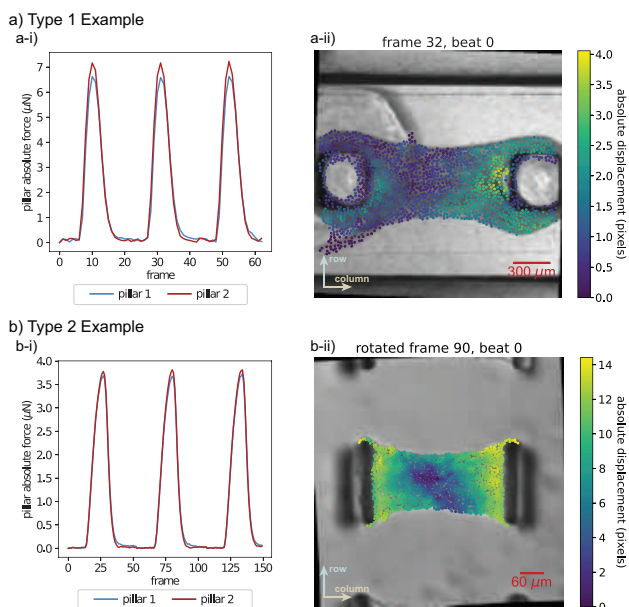 a) Type 1 Example
a-i)
pillar absolute force (μN)
7
6
5
4
3
2
1
0
0 10 20 30 40 50 60
frame
pillar 1 pillar 2
a-ii)
frame 32, beat 0
row
column
300 μm
4.0
3.5
3.0
2.5
2.0
1.5
1.0
0.5
0.0
absolute displacement (pixels)
b) Type 2 Example
b-i)
pillar absolute force (μN)
4.0
3.5
3.0
2.5
2.0
1.5
1.0
0.5
0.0
0 25 50 75 100 125 150
frame
pillar 1 pillar 2
b-ii)
rotated frame 90, beat 0
row
column
60 μm
14
12
10
8
6
4
2
0
absolute displacement (pixels)